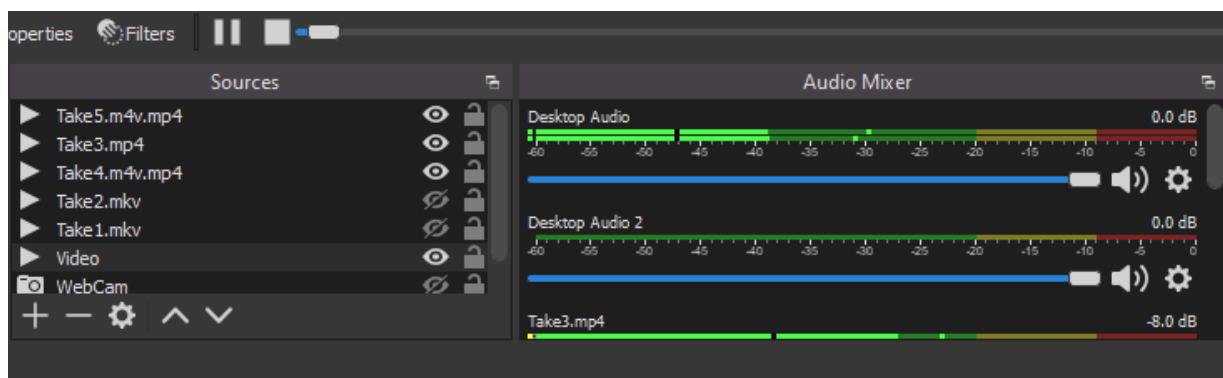 operties Filters
Sources
Take5.m4v.mp4
Take3.mp4
Take4.m4v.mp4
Take2.mkv
Take1.mkv
Video
WebCam
Audio Mixer
Desktop Audio 0.0 dB
-60 -55 -50 -45 -40 -35 -30 -25 -20 -15 -10 -5 0
Desktop Audio 2 0.0 dB
-60 -55 -50 -45 -40 -35 -30 -25 -20 -15 -10 -5 0
Take3.mp4 -8.0 dB